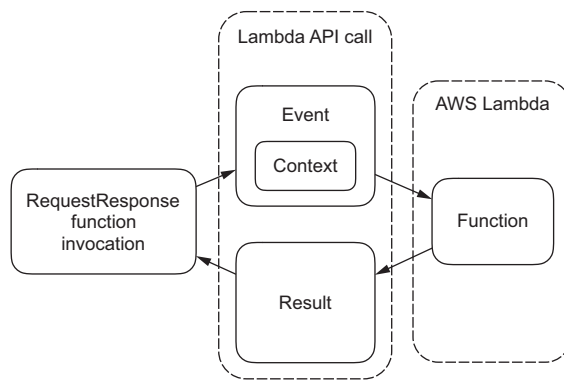 Lambda API call
AWS Lambda
Event
Context
RequestResponse
function
invocation
Function
Result